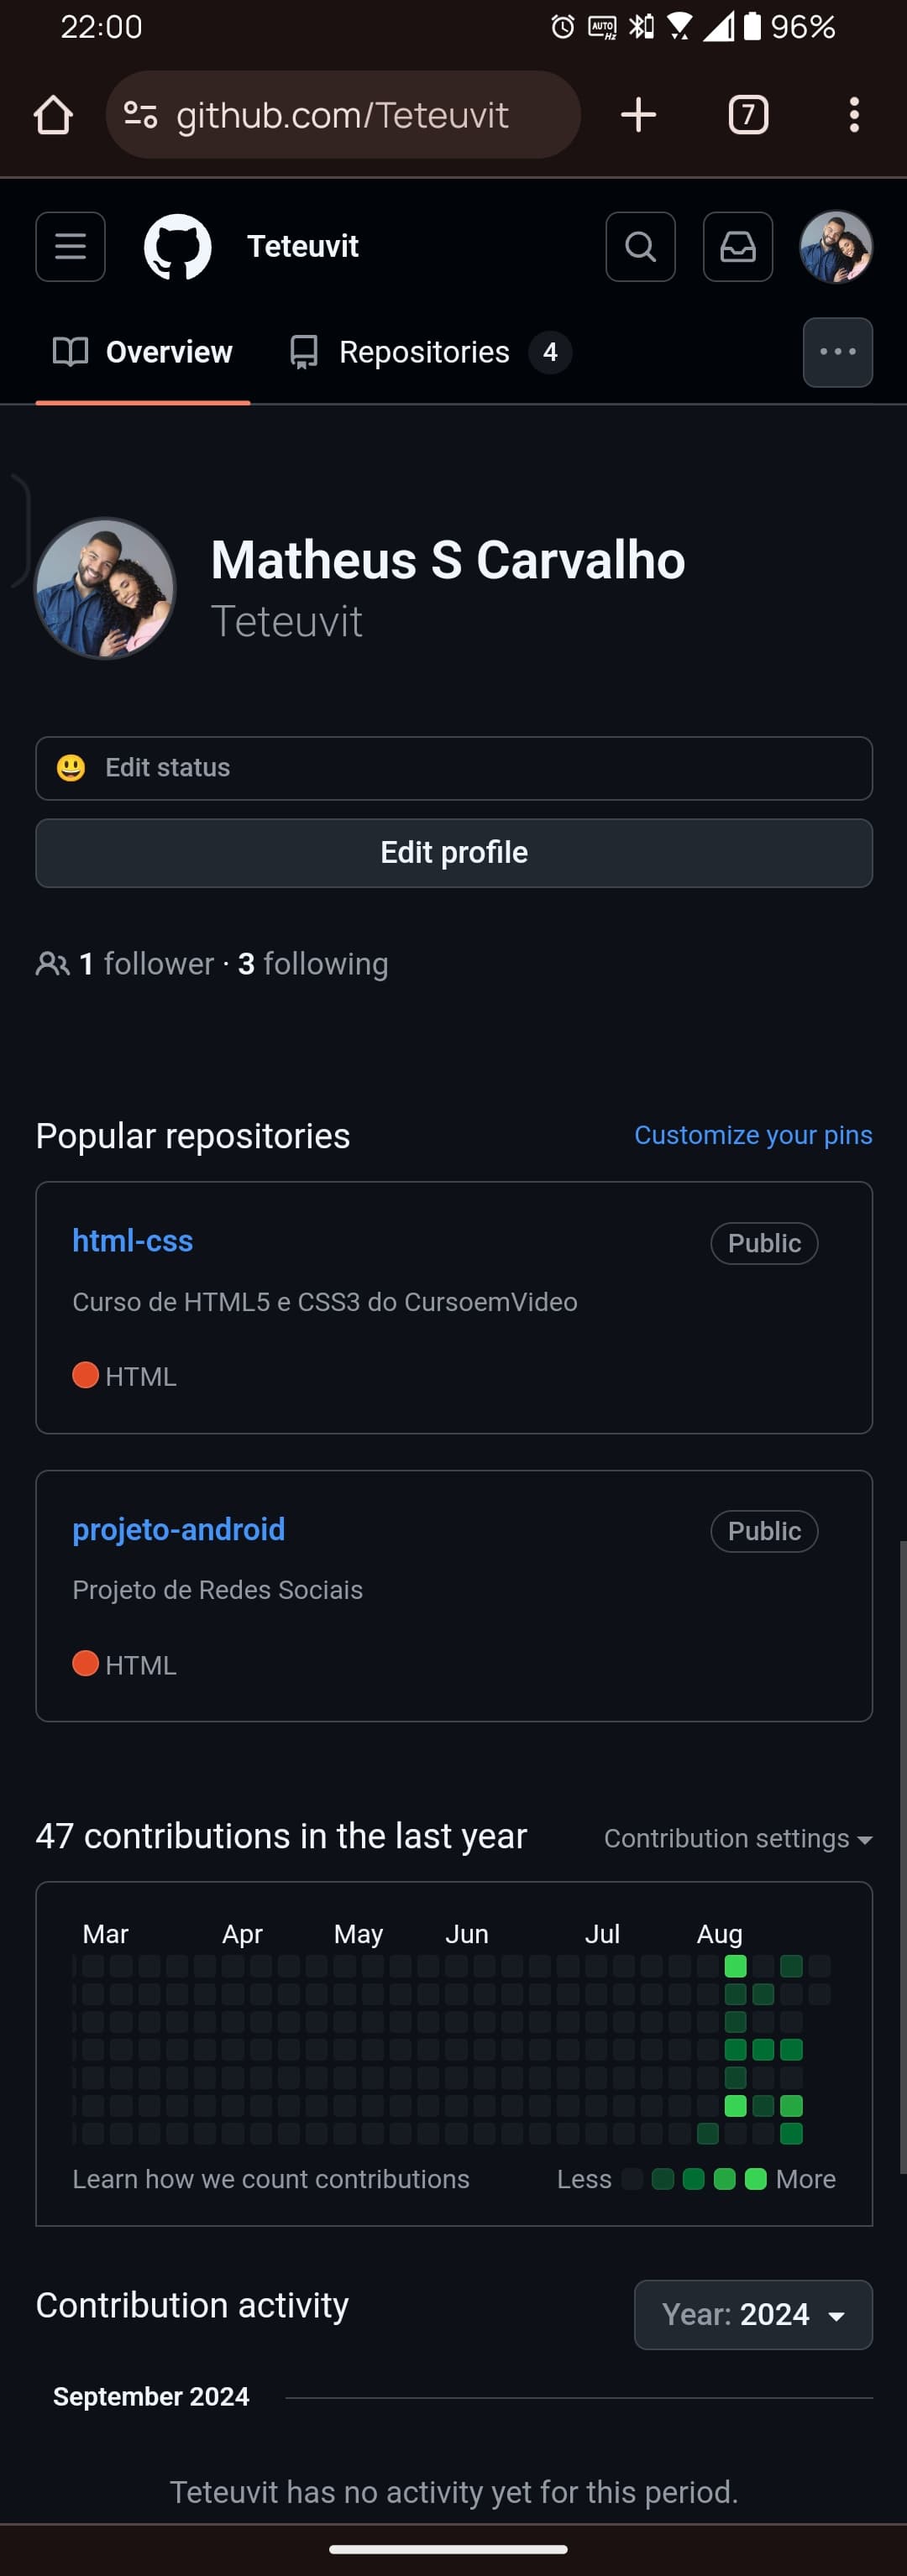 22:00 AUTO Hz 96%
github.com/Teteuvit 7
Teteuvit
Overview Repositories 4
Matheus S Carvalho
Teteuvit
Edit status
Edit profile
1 follower · 3 following
Popular repositories Customize your pins
html-css Public
Curso de HTML5 e CSS3 do CursoemVideo
HTML
projeto-android Public
Projeto de Redes Sociais
HTML
47 contributions in the last year Contribution settings
Mar Apr May Jun Jul Aug
Learn how we count contributions Less More
Contribution activity Year: 2024
September 2024
Teteuvit has no activity yet for this period.